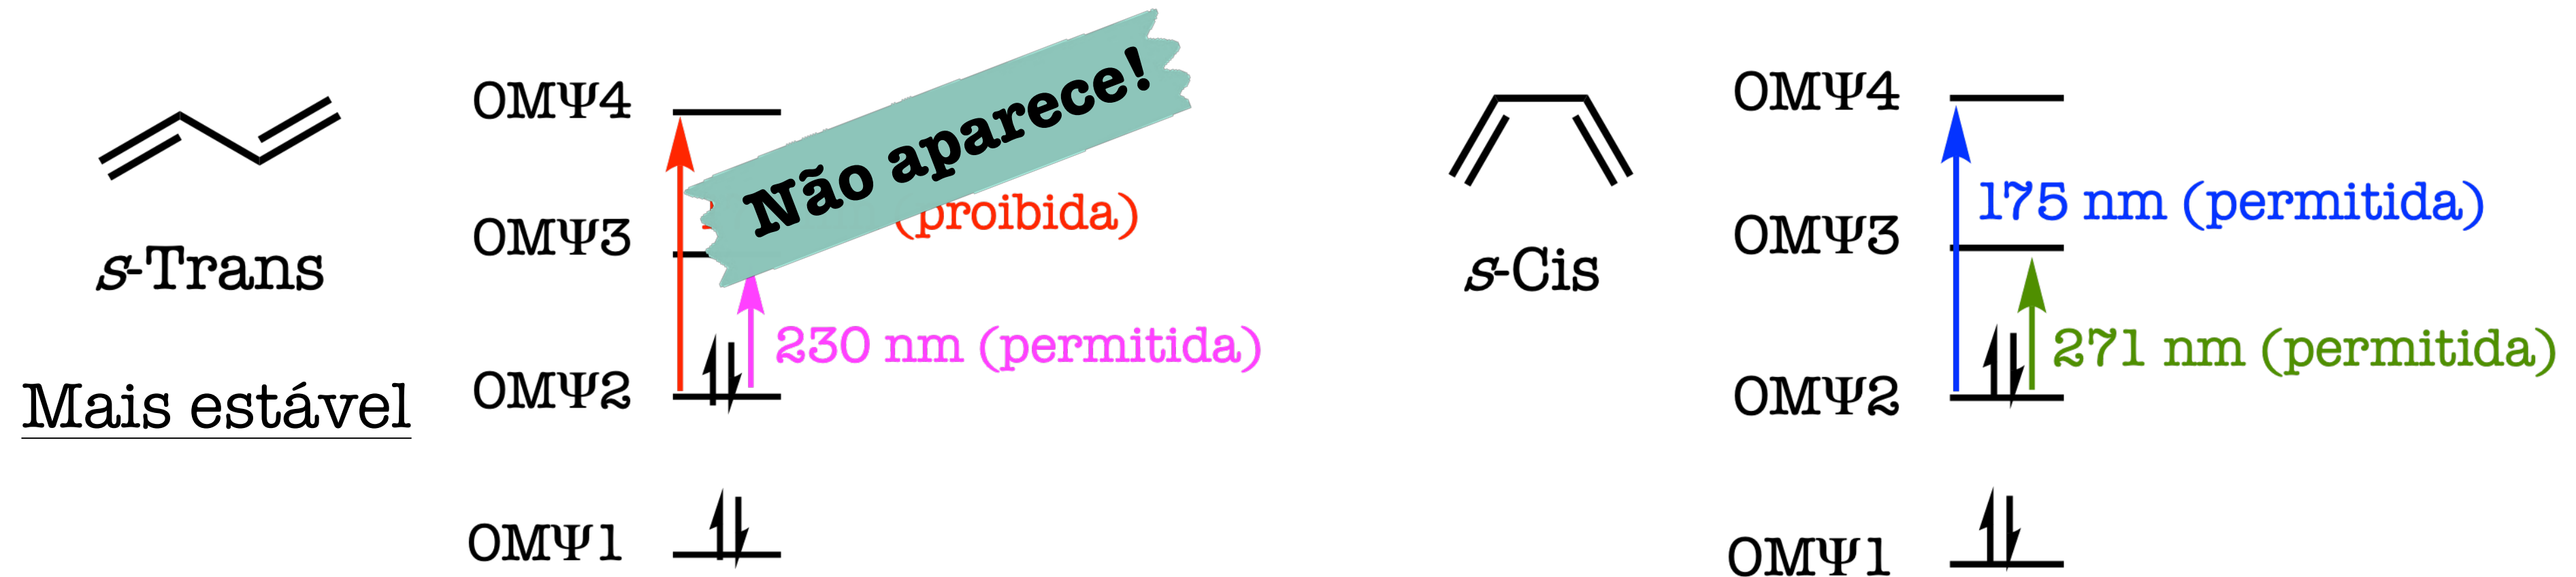 OMΨ4
Não aparece!
(proibida)
OMΨ3
s-Trans
230 nm (permitida)
OMΨ2
Mais estável
OMΨ1
OMΨ4
175 nm (permitida)
OMΨ3
s-Cis
271 nm (permitida)
OMΨ2
OMΨ1